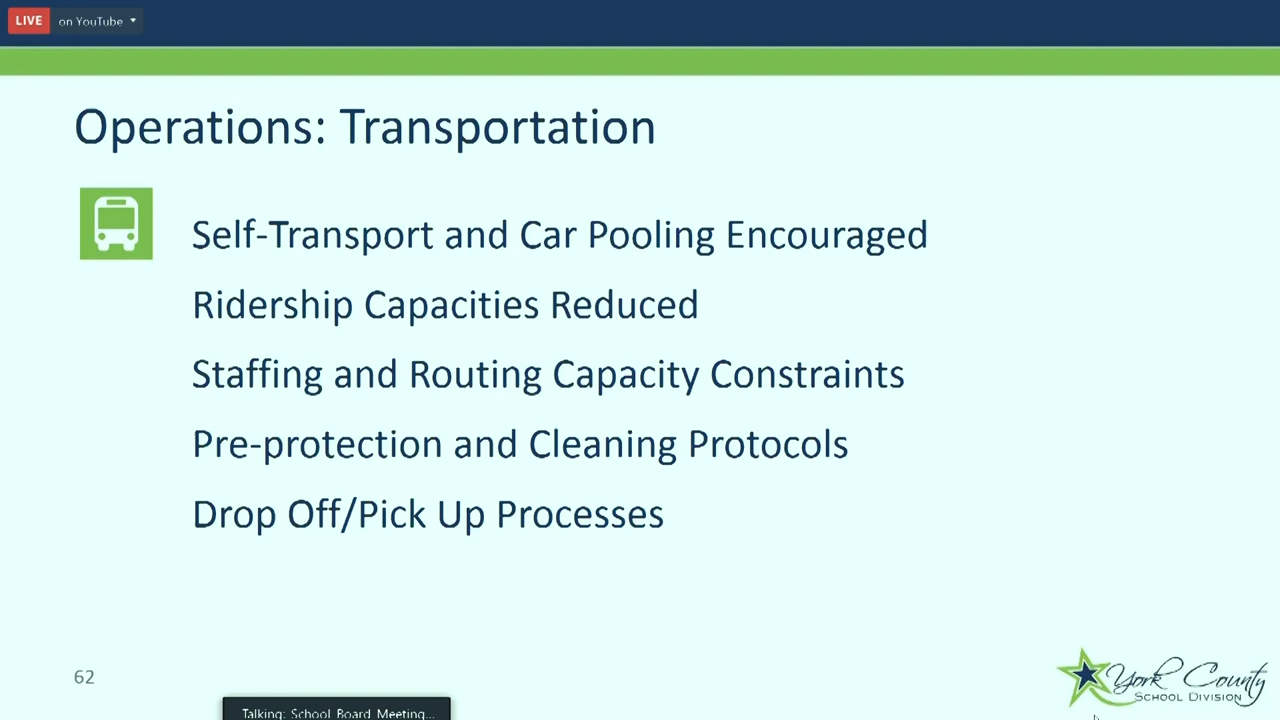 LIVE on YouTube
Operations: Transportation
Self-Transport and Car Pooling Encouraged
Ridership Capacities Reduced
Staffing and Routing Capacity Constraints
Pre-protection and Cleaning Protocols
Drop Off/Pick Up Processes
62
York County
SCHOOL DIVISION
Talking: School Board Meeting...